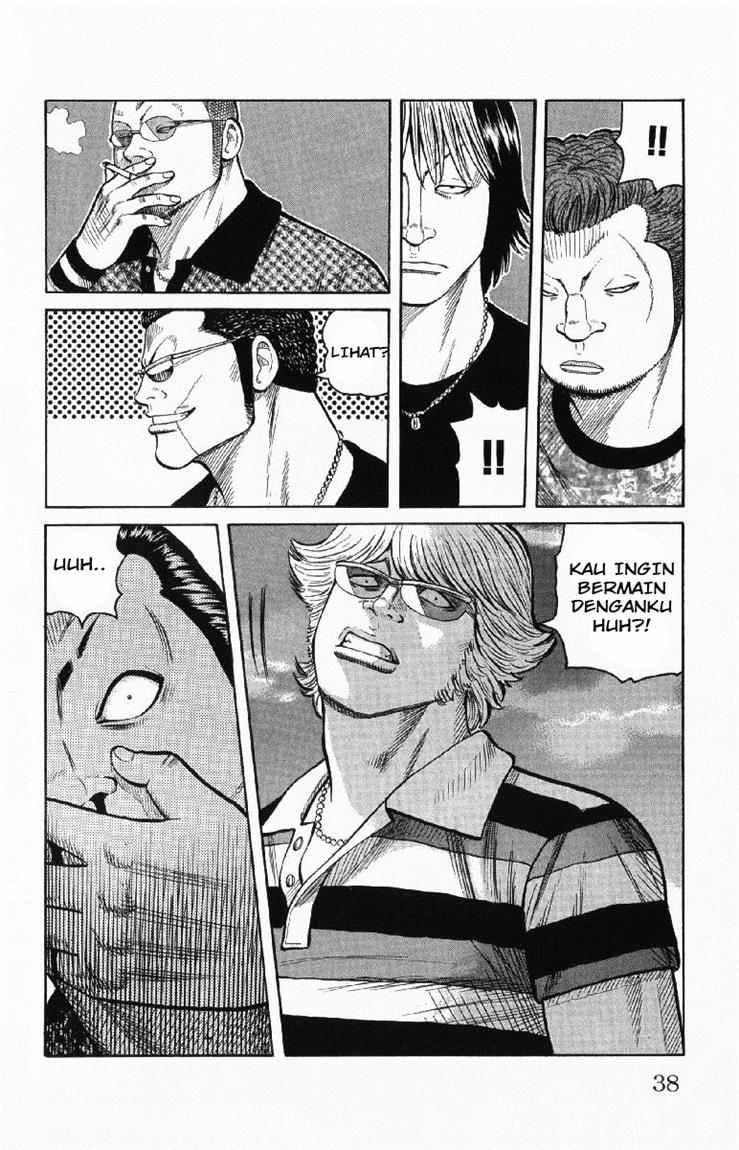 !!
!!
LIHAT?
KAU INGIN
BERMAIN
DENGANKU
HUH?!
UUH..
38